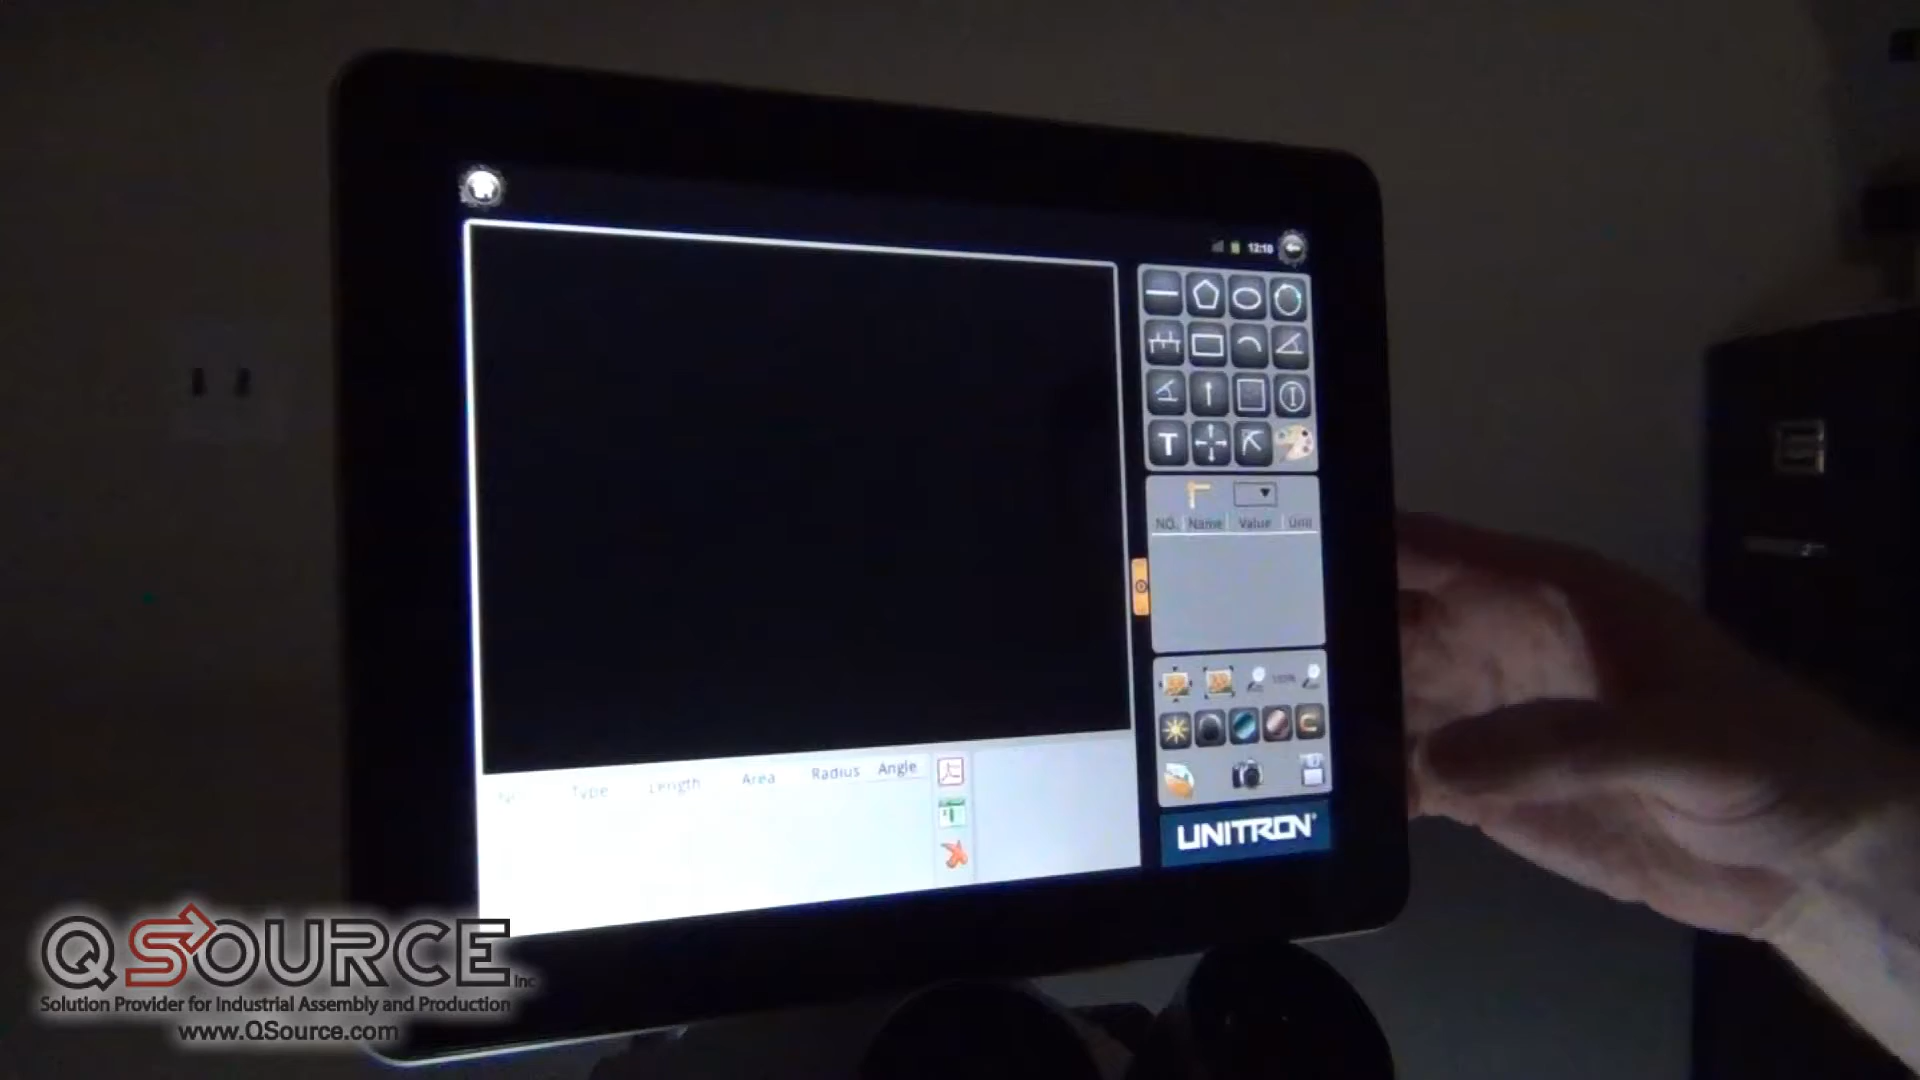 12:10
T
NO. Name Value Unit
100%
Type Length Area Radius Angle
UNITRON®
QSOURCE Inc
Solution Provider for Industrial Assembly and Production
www.QSource.com